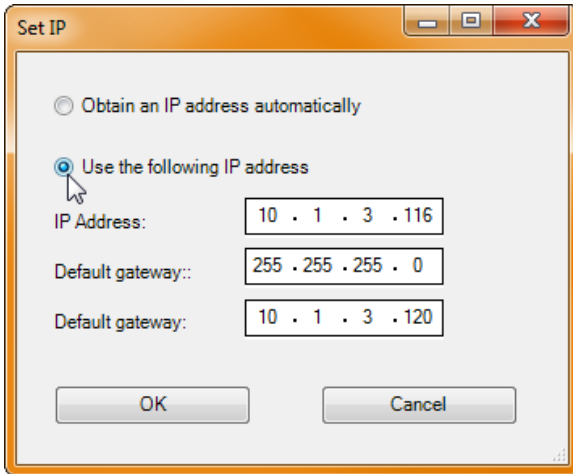 Set IP
Obtain an IP address automatically
Use the following IP address
IP Address: 10 . 1 . 3 . 116
Default gateway:: 255 . 255 . 255 . 0
Default gateway: 10 . 1 . 3 . 120
OK Cancel